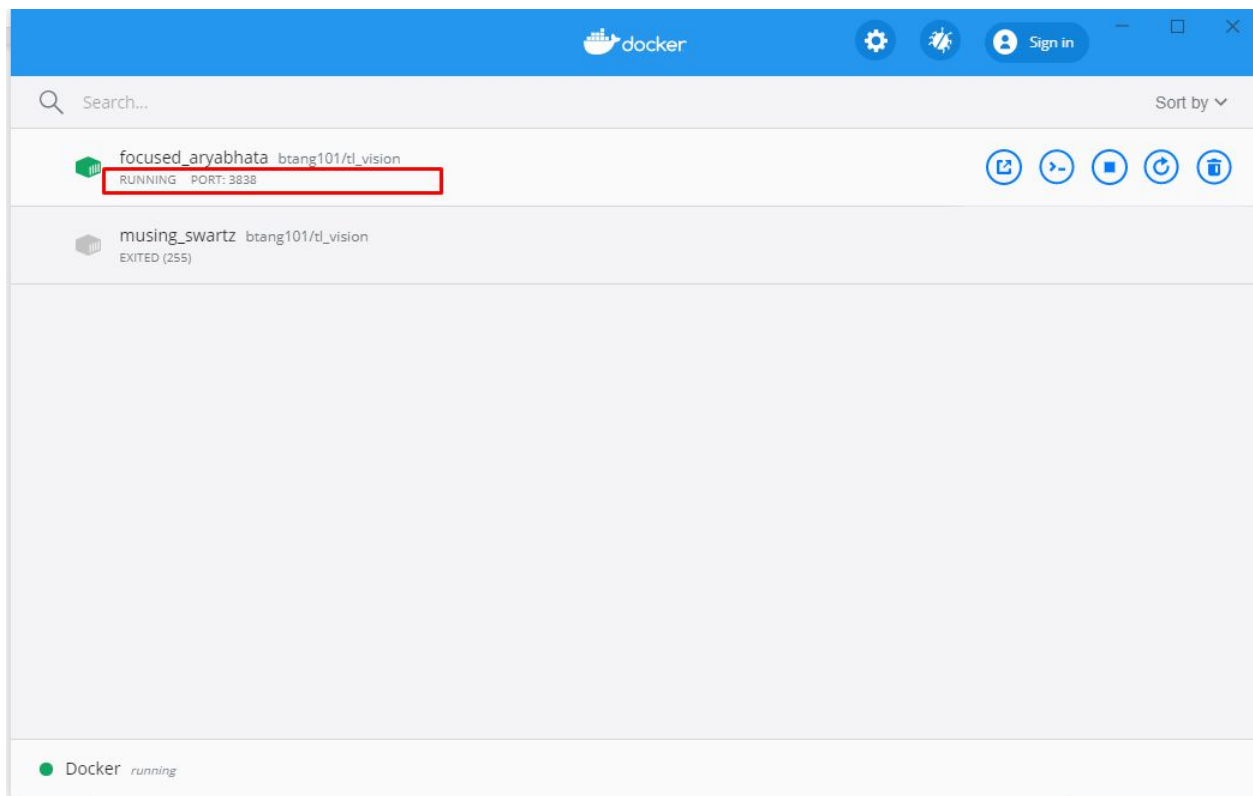 docker
Sign in
Search...
Sort by
focused_aryabhata btang101/tl_vision
RUNNING PORT: 3838
musing_swartz btang101/tl_vision
EXITED (255)
Docker running